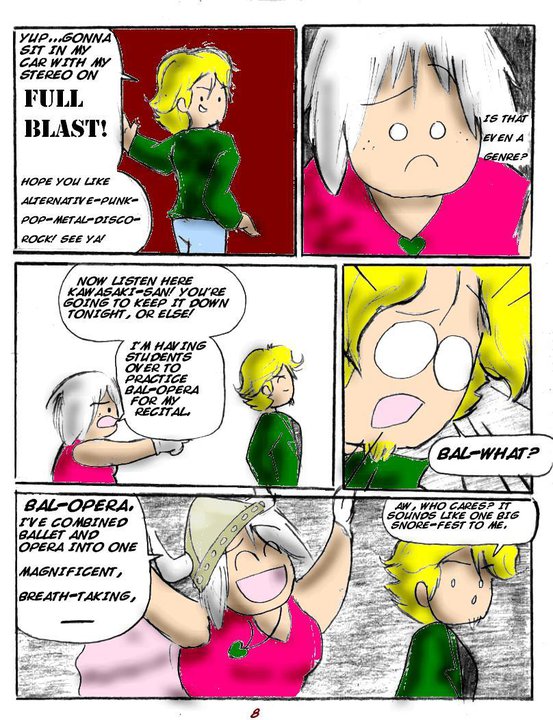 YUP...GONNA
SIT IN MY
CAR WITH MY
STEREO ON
FULL
BLAST!
HOPE YOU LIKE
ALTERNATIVE-PUNK-
POP-METAL-DISCO-
ROCK! SEE YA!
IS THAT
EVEN A
GENRE?
NOW LISTEN HERE
KAWASAKI-SAN! YOU'RE
GOING TO KEEP IT DOWN
TONIGHT, OR ELSE!
I'M HAVING
STUDENTS
OVER TO
PRACTICE
BAL-OPERA
FOR MY
RECITAL.
BAL-WHAT?
BAL-OPERA.
I'VE COMBINED
BALLET AND
OPERA INTO ONE
MAGNIFICENT,
BREATH-TAKING,
—
AW, WHO CARES? IT
SOUNDS LIKE ONE BIG
SNORE-FEST TO ME.
8